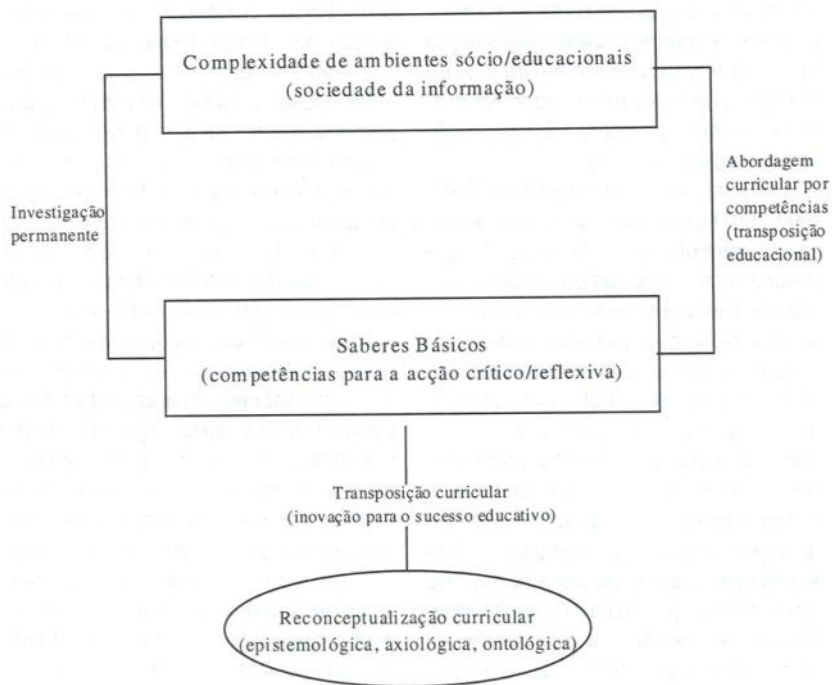 Complexidade de ambientes sócio/educacionais
(sociedade da informação)
Investigação
permanente
Abordagem
curricular por
competências
(transposição
educacional)
Saberes Básicos
(competências para a acção crítico/reflexiva)
Transposição curricular
(inovação para o sucesso educativo)
Reconceptualização curricular
(epistemológica, axiológica, ontológica)